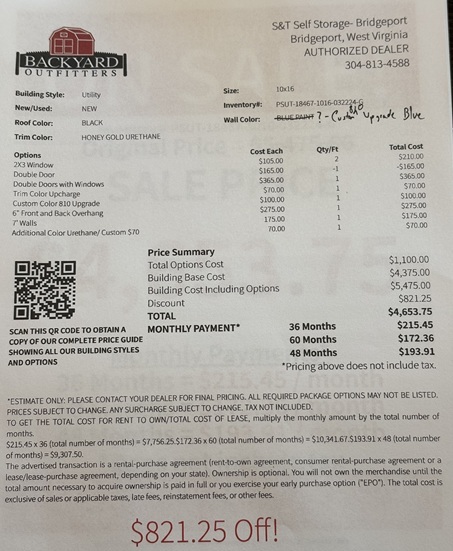 BACKYARD
OUTFITTERS
S&T Self Storage- Bridgeport
Bridgeport, West Virginia
AUTHORIZED DEALER
304-813-4588
Building Style: Utility Size: 10x16
New/Used: NEW Inventory#: PSUT-18467-1016-032224-G
Roof Color: BLACK Wall Color: BLUE PAINT ? - Custom Upgrade Blue
Trim Color: HONEY GOLD URETHANE
Options Cost Each Qty/Ft Total Cost
2X3 Window $105.00 2 $210.00
Double Door $165.00 -1 -$165.00
Double Doors with Windows $365.00 1 $365.00
Trim Color Upcharge $70.00 1 $70.00
Custom Color 810 Upgrade $100.00 1 $100.00
6" Front and Back Overhang $275.00 1 $275.00
7' Walls 175.00 1 $175.00
Additional Color Urethane/ Custom $70 70.00 1 $70.00
Price Summary
Total Options Cost $1,100.00
Building Base Cost $4,375.00
Building Cost Including Options $5,475.00
Discount $821.25
TOTAL $4,653.75
MONTHLY PAYMENT* 36 Months $215.45
60 Months $172.36
48 Months $193.91
*Pricing above does not include tax.
SCAN THIS QR CODE TO OBTAIN A
COPY OF OUR COMPLETE PRICE GUIDE
SHOWING ALL OUR BUILDING STYLES
AND OPTIONS
*ESTIMATE ONLY: PLEASE CONTACT YOUR DEALER FOR FINAL PRICING. ALL REQUIRED PACKAGE OPTIONS MAY NOT BE LISTED.
PRICES SUBJECT TO CHANGE. ANY SURCHARGE SUBJECT TO CHANGE. TAX NOT INCLUDED.
TO GET THE TOTAL COST FOR RENT TO OWN/TOTAL COST OF LEASE, multiply the monthly amount by the total number of
months.
$215.45 x 36 (total number of months) = $7,756.25.$172.36 x 60 (total number of months) = $10,341.67.$193.91 x 48 (total number
of months) = $9,307.50.
The advertised transaction is a rental-purchase agreement (rent-to-own agreement, consumer rental-purchase agreement or a
lease/lease-purchase agreement, depending on your state). Ownership is optional. You will not own the merchandise until the
total amount necessary to acquire ownership is paid in full or you exercise your early purchase option ("EPO"). The total cost is
exclusive of sales or applicable taxes, late fees, reinstatement fees, or other fees.
$821.25 Off!